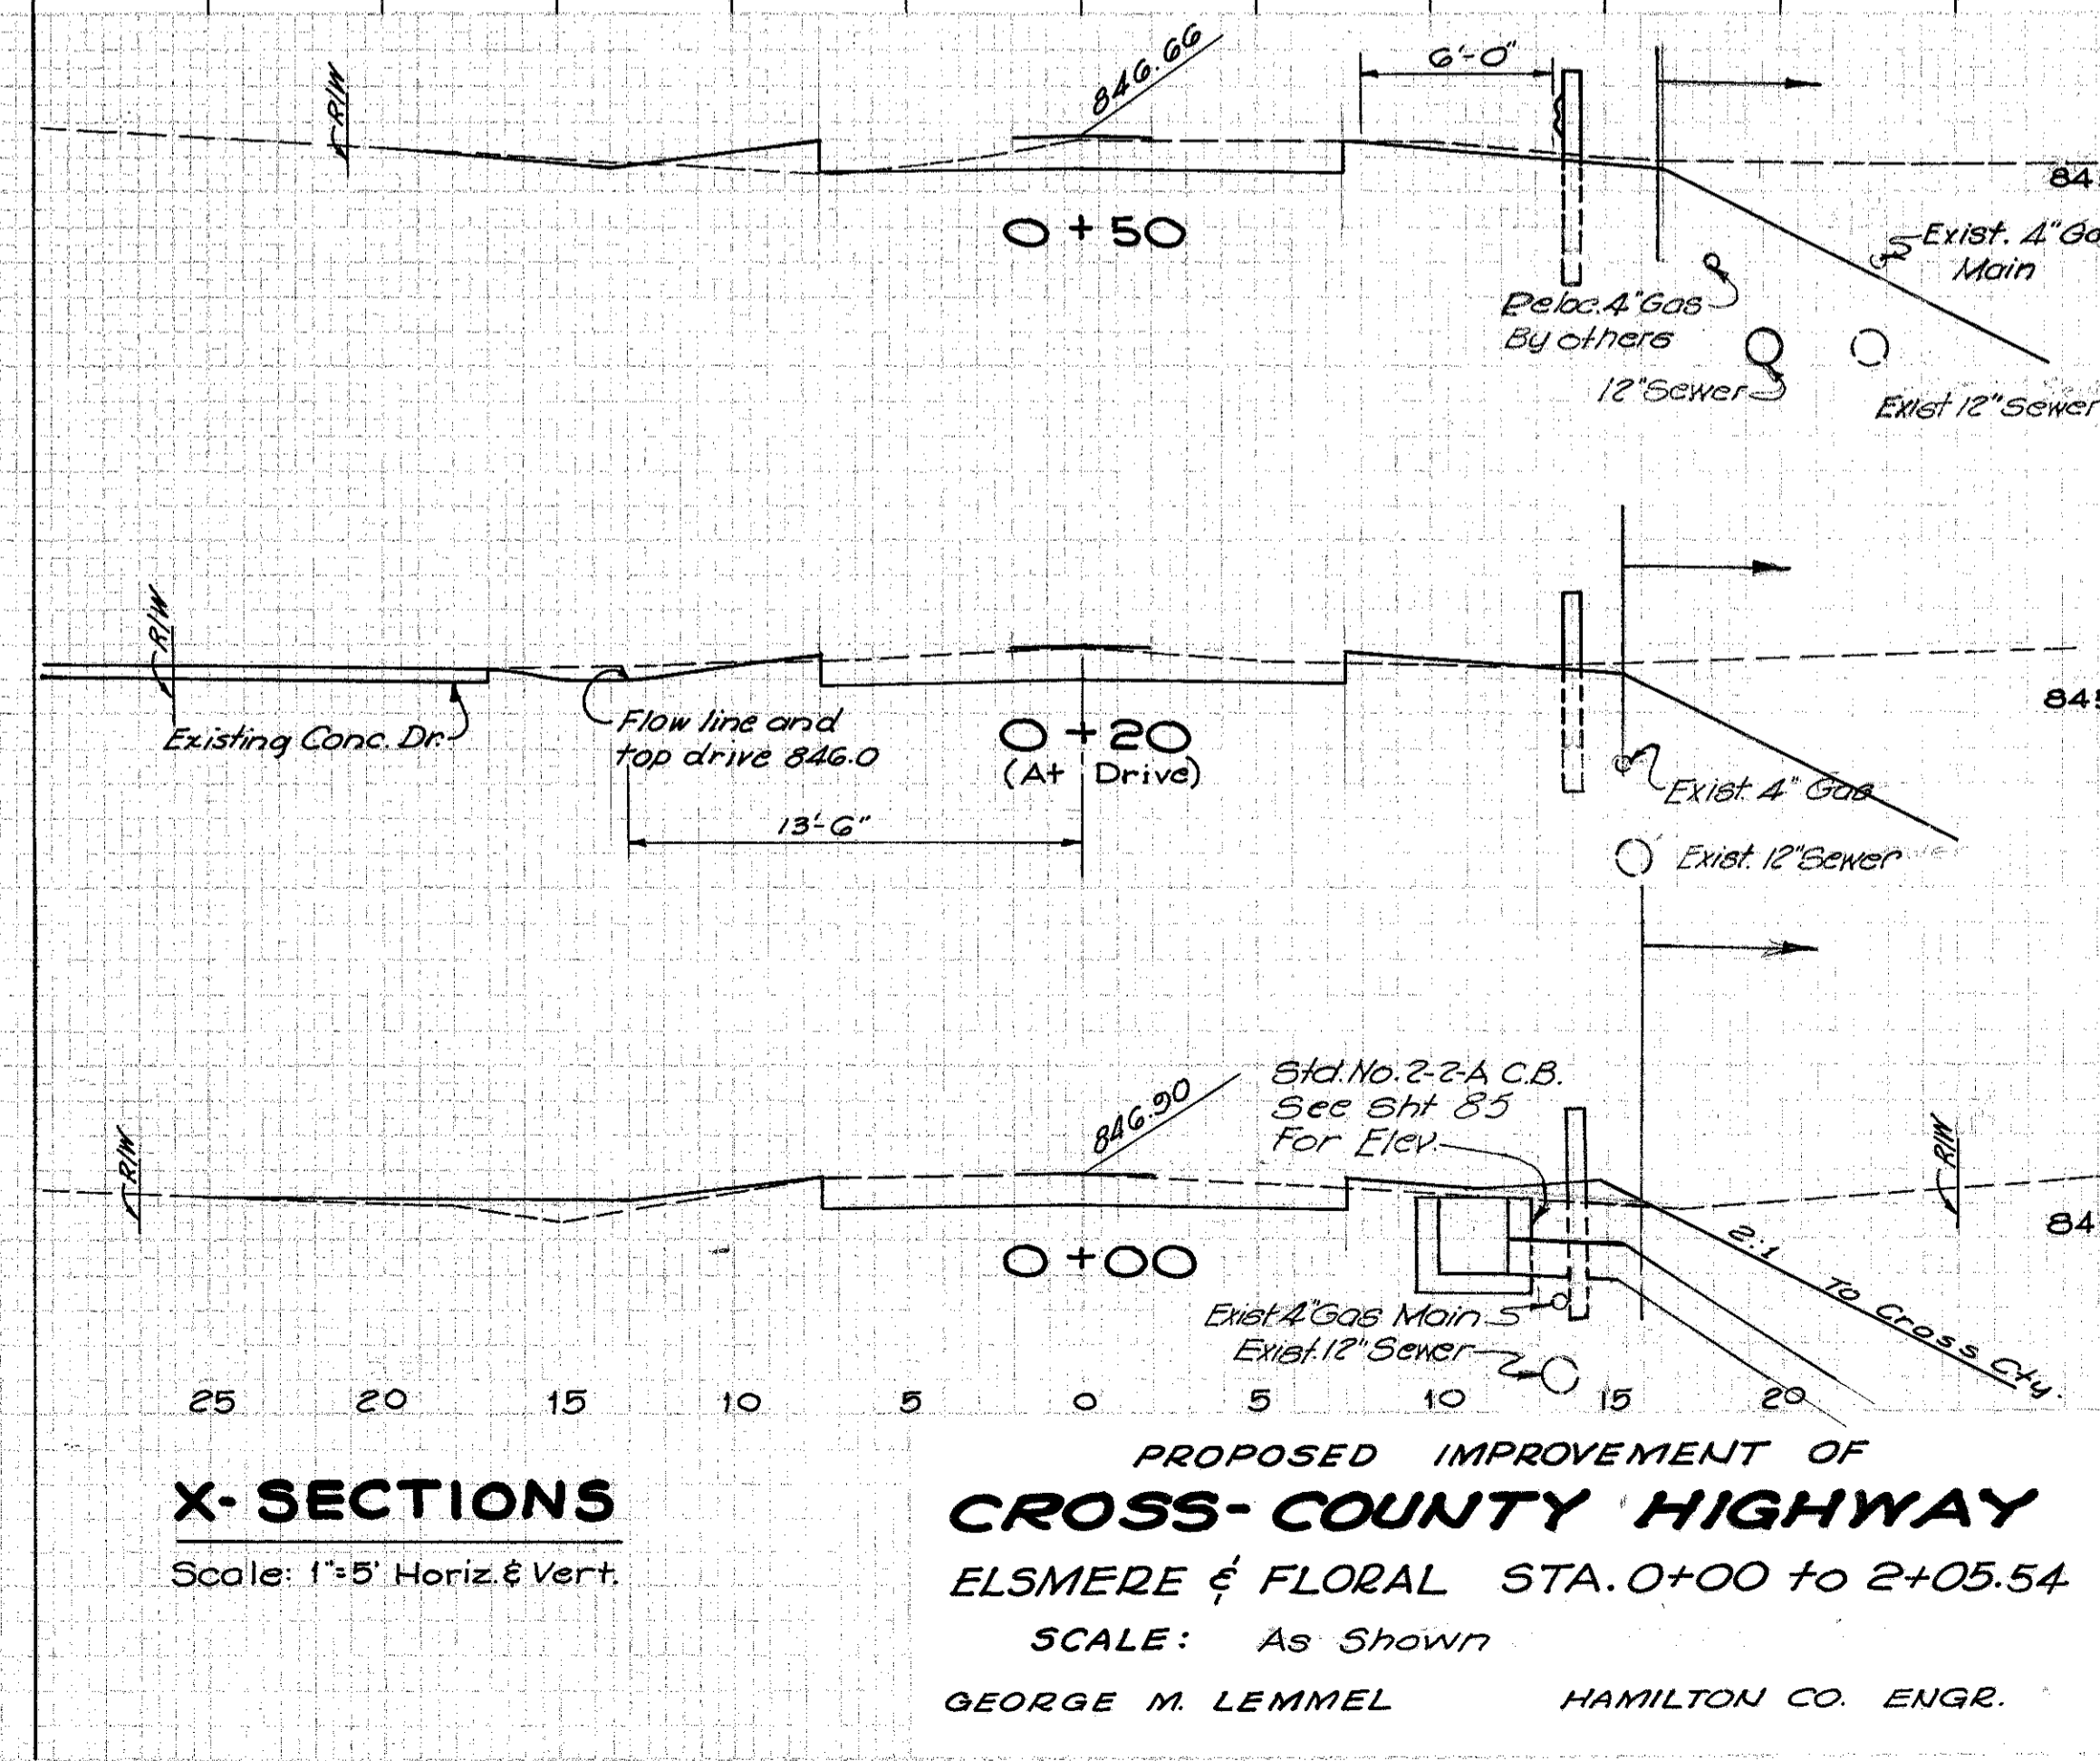 R/W
846.66
6'-0"
84
0+50
Exist. 4" Ga
Main
Reloc. 4" Gas
By others
12" Sewer
Exist 12" Sewer
R/W
Existing Conc. Dr.
Flow line and
top drive 846.0
0+20
(At Drive)
13'-6"
845
Exist. 4" Gas
Exist. 12" Sewer
R/W
846.90
Std. No. 2-2-A C.B.
See Sht 85
For Elev.
R/W
84
0+00
2:1 To Cross Cty.
Exist 4" Gas Main
Exist. 12" Sewer
25 20 15 10 5 0 5 10 15 20
X-SECTIONS
Scale: 1"=5' Horiz. & Vert.
PROPOSED IMPROVEMENT OF
CROSS-COUNTY HIGHWAY
ELSMERE & FLORAL STA. 0+00 to 2+05.54
SCALE: As Shown
GEORGE M. LEMMEL HAMILTON CO. ENGR.